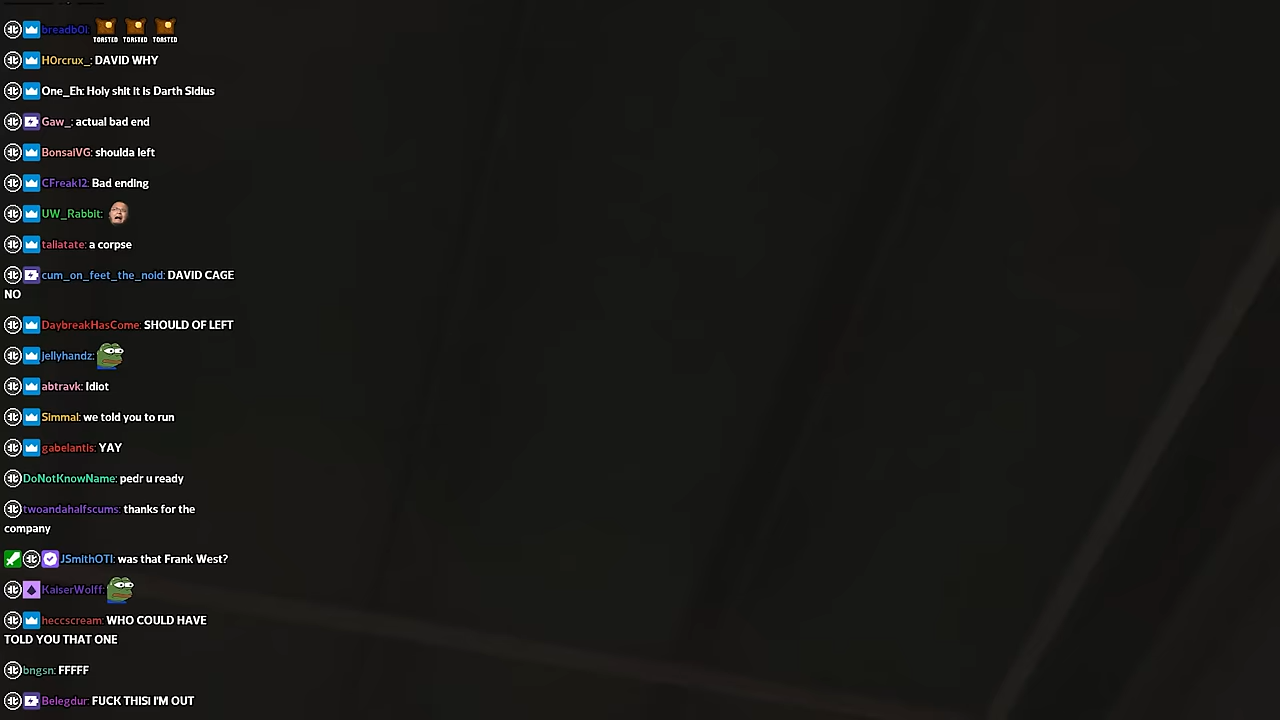 breadb0i: TOASTED TOASTED TOASTED
H0rcrux_: DAVID WHY
One_Eh: Holy shit it is Darth Sidius
Gaw_: actual bad end
BonsaiVG: shoulda left
CFreak12: Bad ending
UW_Rabbit:
taliatate: a corpse
cum_on_feet_the_noid: DAVID CAGE
NO
DaybreakHasCome: SHOULD OF LEFT
jellyhandz:
abtravk: Idiot
Simmal: we told you to run
gabelantis: YAY
DoNotKnowName: pedr u ready
twoandahalfscums: thanks for the
company
JSmithOTI: was that Frank West?
KaiserWolff:
heccscream: WHO COULD HAVE
TOLD YOU THAT ONE
bngsn: FFFFF
Belegdur: FUCK THIS! I'M OUT